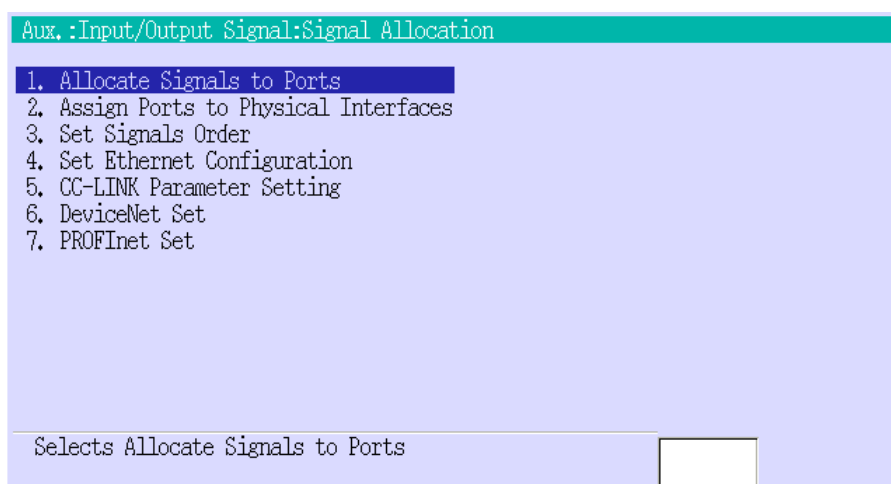 Aux.:Input/Output Signal:Signal Allocation
1. Allocate Signals to Ports
2. Assign Ports to Physical Interfaces
3. Set Signals Order
4. Set Ethernet Configuration
5. CC-LINK Parameter Setting
6. DeviceNet Set
7. PROFInet Set
Selects Allocate Signals to Ports